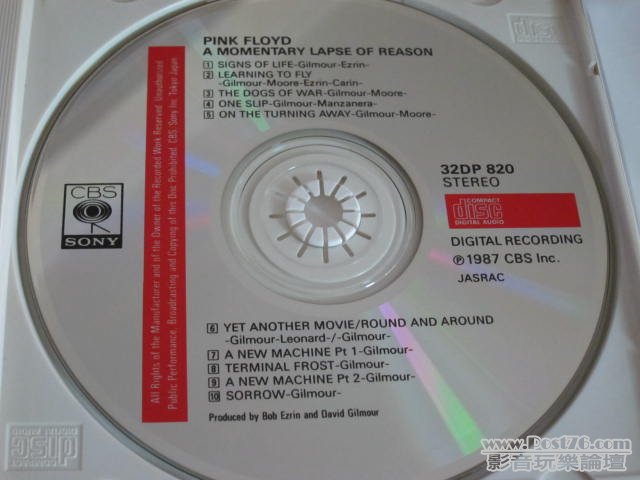 PINK FLOYD
A MOMENTARY LAPSE OF REASON
1 SIGNS OF LIFE-Gilmour-Ezrin-
2 LEARNING TO FLY
-Gilmour-Moore-Ezrin-Carin-
3 THE DOGS OF WAR-Gilmour-Moore-
4 ONE SLIP-Gilmour-Manzanera-
5 ON THE TURNING AWAY-Gilmour-Moore-
CBS
SONY
All Rights of the Manufacturer and of the Owner of the Recorded Work Reserved. Unauthorized
Public Performance, Broadcasting and Copying of this Disc Prohibited. CBS Sony Inc. Tokyo Japan
32DP 820
STEREO
COMPACT
disc
DIGITAL AUDIO
DIGITAL RECORDING
Ⓟ1987 CBS Inc.
JASRAC
6 YET ANOTHER MOVIE/ROUND AND AROUND
-Gilmour-Leonard-/-Gilmour-
7 A NEW MACHINE Pt 1-Gilmour-
8 TERMINAL FROST-Gilmour-
9 A NEW MACHINE Pt 2-Gilmour-
10 SORROW-Gilmour-
Produced by Bob Ezrin and David Gilmour
disc
disc
www.Post76.com
影音玩樂論壇